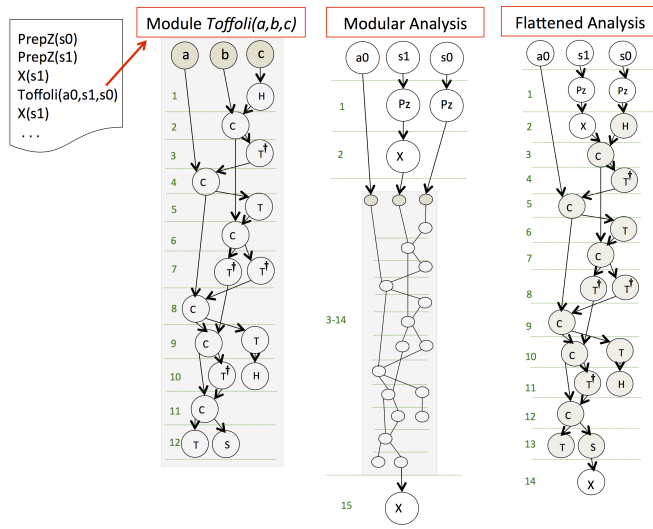 PrepZ(s0)
PrepZ(s1)
X(s1)
Toffoli(a0,s1,s0)
X(s1)
. . .
Module Toffoli(a,b,c)
a b c
1 H
2 C
3 T†
4 C
5 T
6 C
7 T† T†
8 C
9 C T
10 T† H
11 C
12 T S
Modular Analysis
a0 s1 s0
1 Pz Pz
2 X
3-14
15 X
Flattened Analysis
a0 s1 s0
1 Pz Pz
2 X H
3 C
4 T†
5 C
6 T
7 C
8 T† T†
9 C
10 C T
11 T† H
12 C
13 T S
14 X